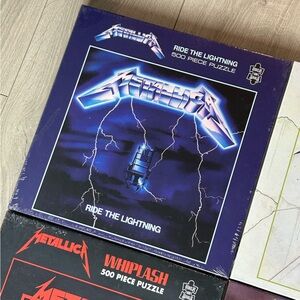 METALLICA
RIDE THE LIGHTNING
500 PIECE PUZZLE
METALLICA
RIDE THE LIGHTNING
METALLICA
WHIPLASH
500 PIECE PUZZLE